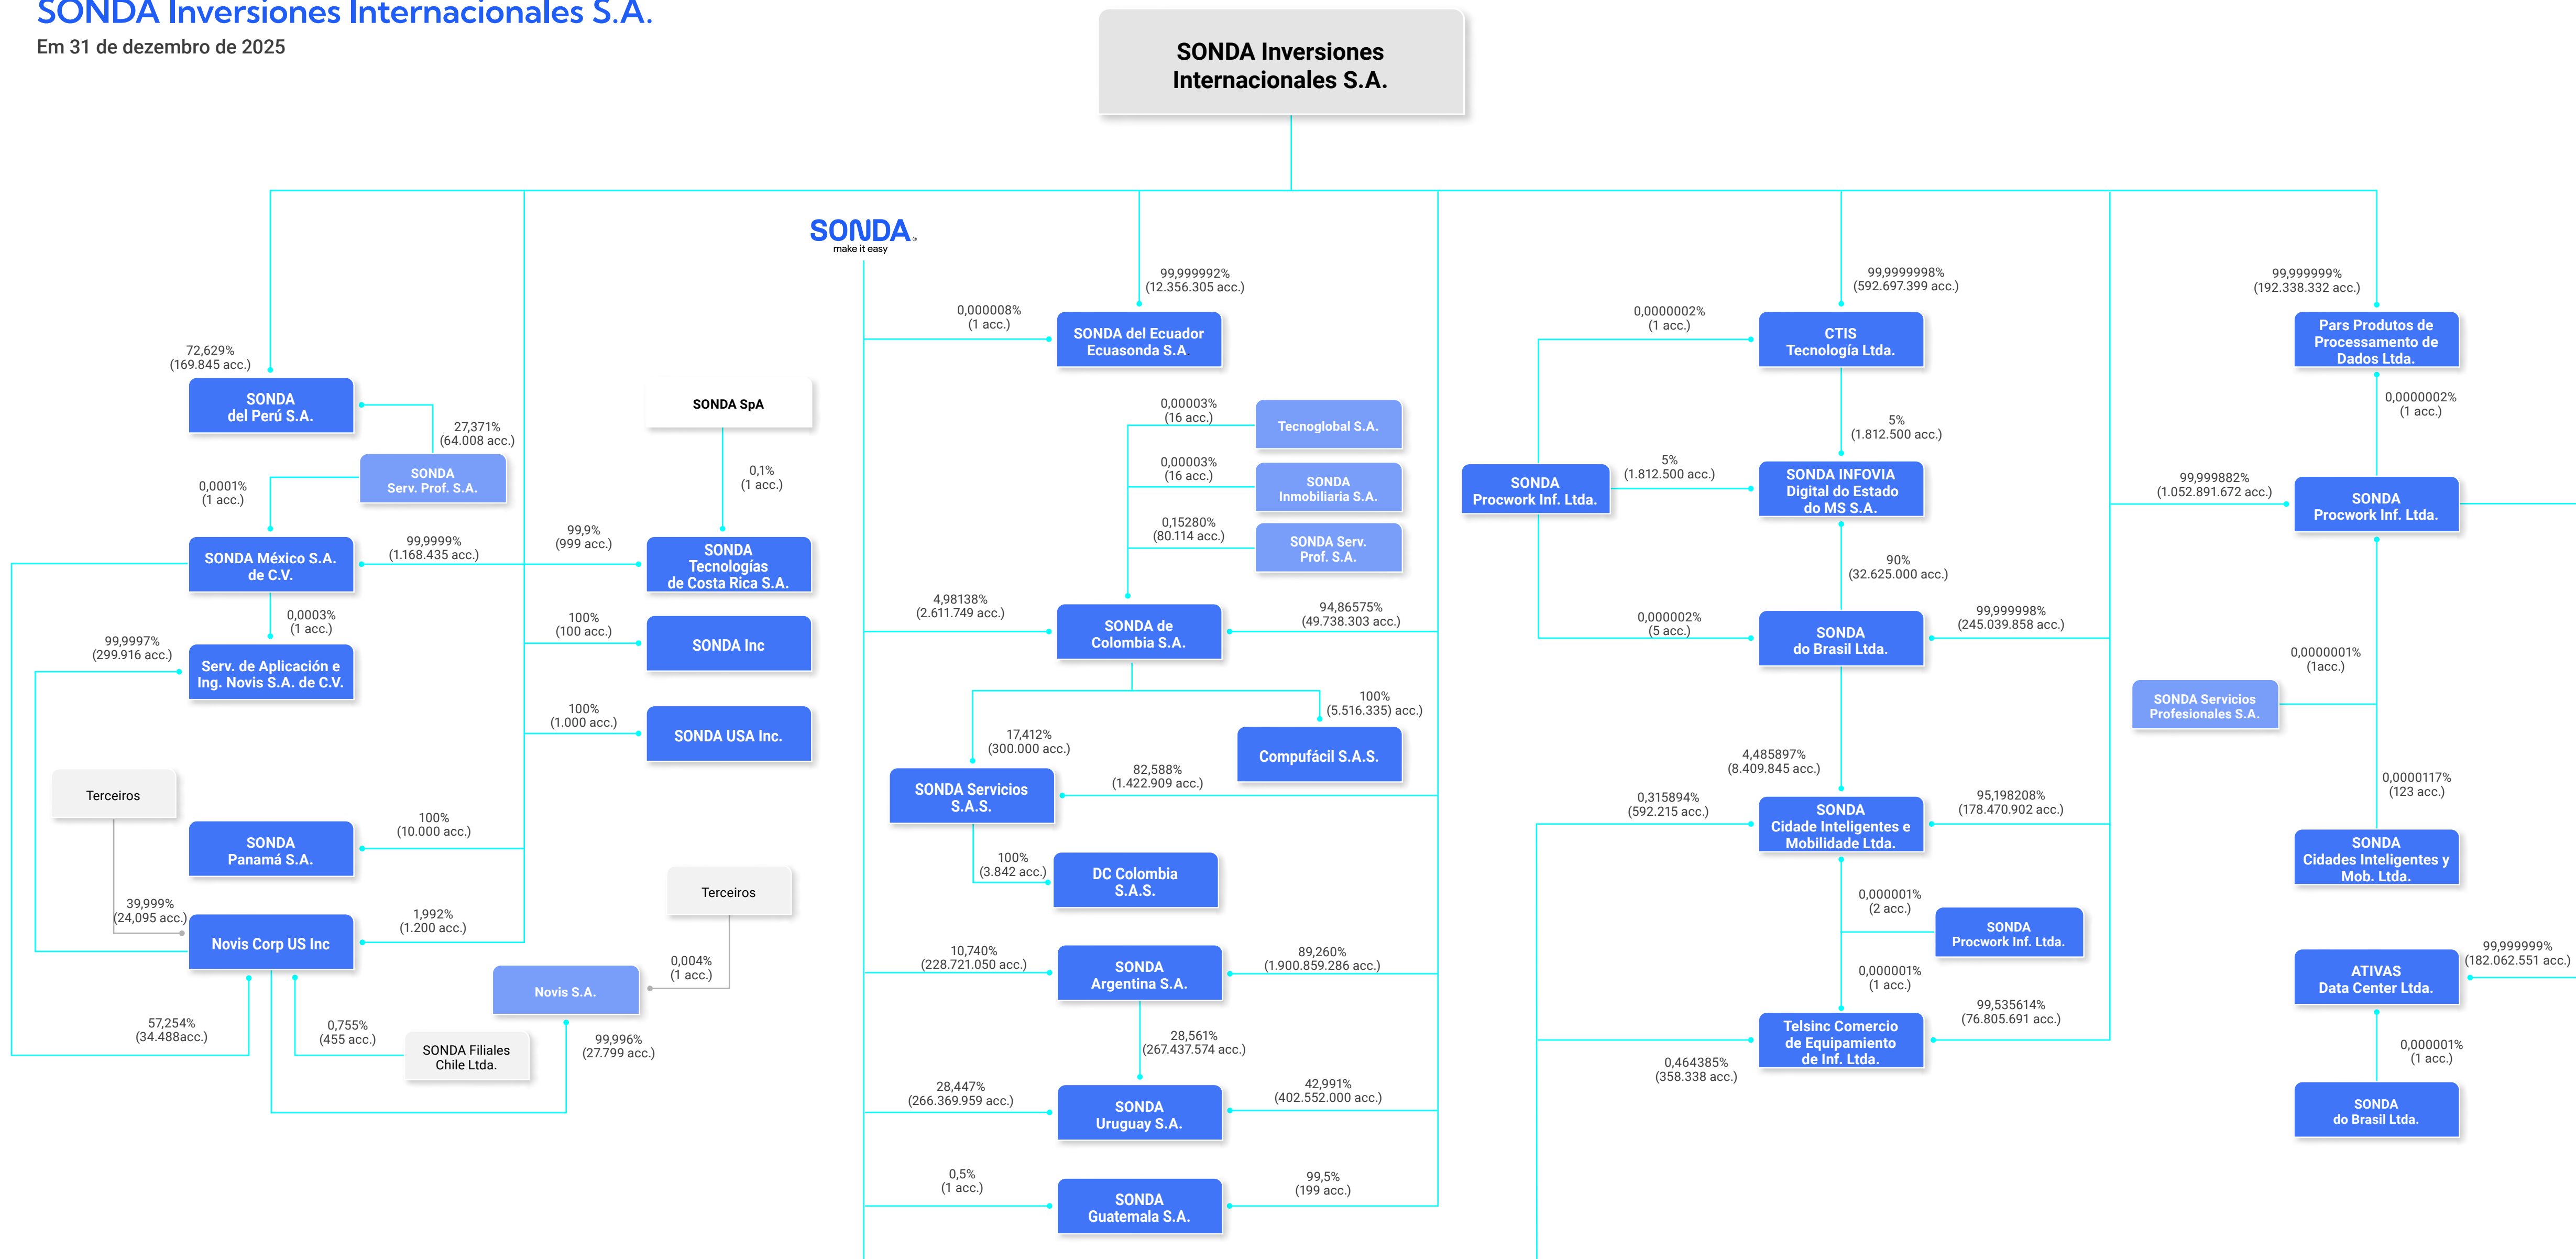 SONDA Inversiones Internacionales S.A.
Em 31 de dezembro de 2025
SONDA Inversiones
Internacionales S.A.
72,629%
(169.845 acc.)
SONDA
del Perú S.A.
27,371%
(64.008 acc.)
SONDA
Serv. Prof. S.A.
0,0001%
(1 acc.)
SONDA México S.A.
de C.V.
99,9999%
(1.168.435 acc.)
0,0003%
(1 acc.)
99,9997%
(299.916 acc.)
Serv. de Aplicación e
Ing. Novis S.A. de C.V.
Terceiros
SONDA
Panamá S.A.
100%
(10.000 acc.)
39,999%
(24,095 acc.)
Novis Corp US Inc
1,992%
(1.200 acc.)
57,254%
(34.488acc.)
0,755%
(455 acc.)
SONDA Filiales
Chile Ltda.
SONDA SpA
0,1%
(1 acc.)
99,9%
(999 acc.)
SONDA
Tecnologías
de Costa Rica S.A.
100%
(100 acc.)
SONDA Inc
100%
(1.000 acc.)
SONDA USA Inc.
Terceiros
0,004%
(1 acc.)
Novis S.A.
99,996%
(27.799 acc.)
SONDA.
make it easy
99,999992%
(12.356.305 acc.)
0,000008%
(1 acc.)
SONDA del Ecuador
Ecuasonda S.A.
0,00003%
(16 acc.)
Tecnoglobal S.A.
0,00003%
(16 acc.)
SONDA
Inmobiliaria S.A.
0,15280%
(80.114 acc.)
SONDA Serv.
Prof. S.A.
4,98138%
(2.611.749 acc.)
SONDA de
Colombia S.A.
94,86575%
(49.738.303 acc.)
100%
(5.516.335) acc.)
17,412%
(300.000 acc.)
Compufácil S.A.S.
82,588%
(1.422.909 acc.)
SONDA Servicios
S.A.S.
100%
(3.842 acc.)
DC Colombia
S.A.S.
10,740%
(228.721.050 acc.)
SONDA
Argentina S.A.
89,260%
(1.900.859.286 acc.)
28,561%
(267.437.574 acc.)
28,447%
(266.369.959 acc.)
SONDA
Uruguay S.A.
42,991%
(402.552.000 acc.)
0,5%
(1 acc.)
SONDA
Guatemala S.A.
99,5%
(199 acc.)
99,9999998%
(592.697.399 acc.)
0,0000002%
(1 acc.)
CTIS
Tecnología Ltda.
5%
(1.812.500 acc.)
SONDA
Procwork Inf. Ltda.
5%
(1.812.500 acc.)
SONDA INFOVIA
Digital do Estado
do MS S.A.
90%
(32.625.000 acc.)
0,000002%
(5 acc.)
SONDA
do Brasil Ltda.
99,999998%
(245.039.858 acc.)
4,485897%
(8.409.845 acc.)
0,315894%
(592.215 acc.)
SONDA
Cidade Inteligentes e
Mobilidade Ltda.
95,198208%
(178.470.902 acc.)
0,000001%
(2 acc.)
SONDA
Procwork Inf. Ltda.
0,000001%
(1 acc.)
99,535614%
(76.805.691 acc.)
Telsinc Comercio
de Equipamiento
de Inf. Ltda.
0,464385%
(358.338 acc.)
99,999999%
(192.338.332 acc.)
Pars Produtos de
Processamento de
Dados Ltda.
0,0000002%
(1 acc.)
99,999882%
(1.052.891.672 acc.)
SONDA
Procwork Inf. Ltda.
0,0000001%
(1acc.)
SONDA Servicios
Profesionales S.A.
0,0000117%
(123 acc.)
SONDA
Cidades Inteligentes y
Mob. Ltda.
99,999999%
(182.062.551 acc.)
ATIVAS
Data Center Ltda.
0,000001%
(1 acc.)
SONDA
do Brasil Ltda.